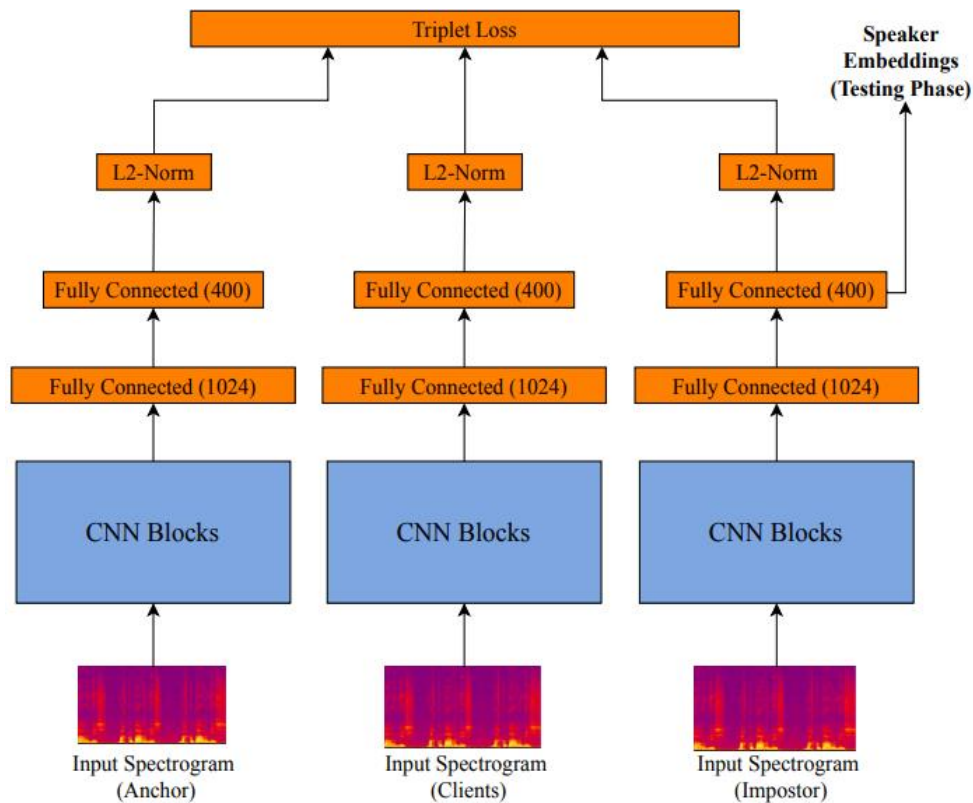 Triplet Loss
Speaker
Embeddings
(Testing Phase)
L2-Norm
L2-Norm
L2-Norm
Fully Connected (400)
Fully Connected (400)
Fully Connected (400)
Fully Connected (1024)
Fully Connected (1024)
Fully Connected (1024)
CNN Blocks
CNN Blocks
CNN Blocks
Input Spectrogram
(Anchor)
Input Spectrogram
(Clients)
Input Spectrogram
(Impostor)